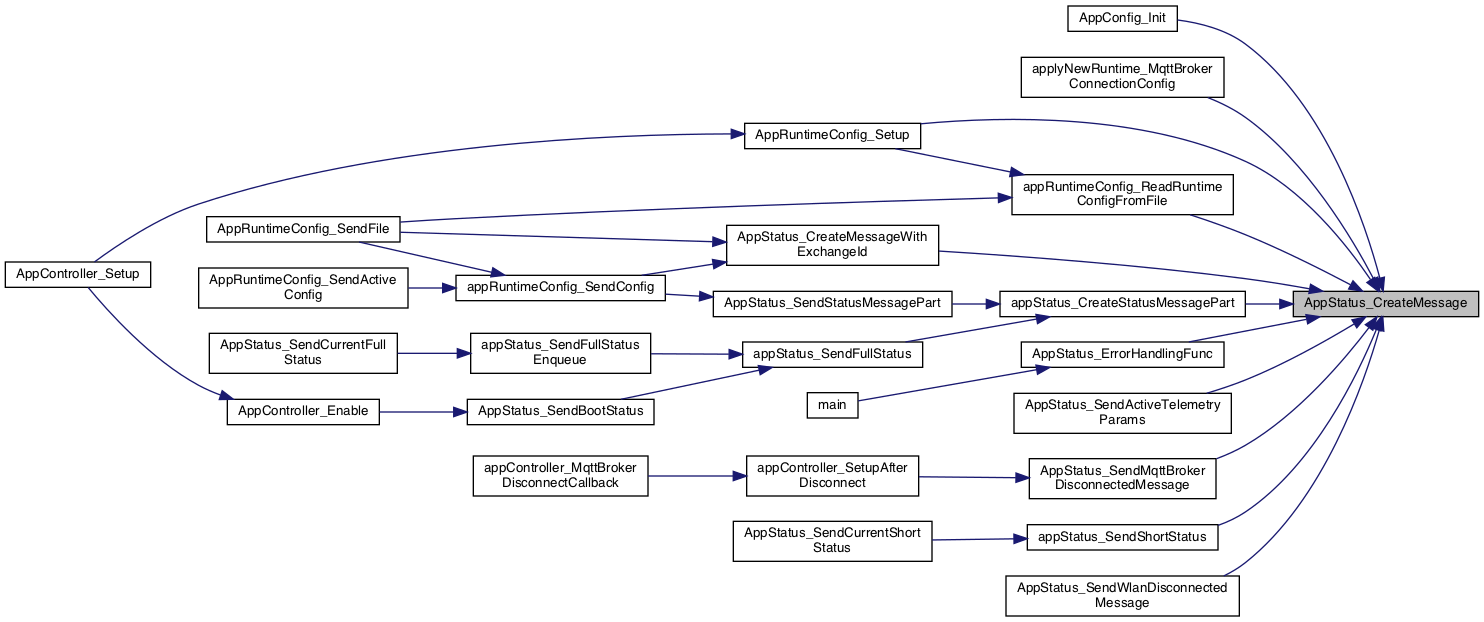 AppConfig_Init
applyNewRuntime_MqttBroker
ConnectionConfig
AppRuntimeConfig_Setup
appRuntimeConfig_ReadRuntime
ConfigFromFile
AppRuntimeConfig_SendFile
AppStatus_CreateMessageWith
ExchangeId
AppController_Setup
AppRuntimeConfig_SendActive
Config
appRuntimeConfig_SendConfig
AppStatus_SendStatusMessagePart
appStatus_CreateStatusMessagePart
AppStatus_CreateMessage
AppStatus_SendCurrentFull
Status
appStatus_SendFullStatus
Enqueue
appStatus_SendFullStatus
AppStatus_ErrorHandlingFunc
AppController_Enable
AppStatus_SendBootStatus
main
AppStatus_SendActiveTelemetry
Params
appController_MqttBroker
DisconnectCallback
appController_SetupAfter
Disconnect
AppStatus_SendMqttBroker
DisconnectedMessage
AppStatus_SendCurrentShort
Status
appStatus_SendShortStatus
AppStatus_SendWlanDisconnected
Message